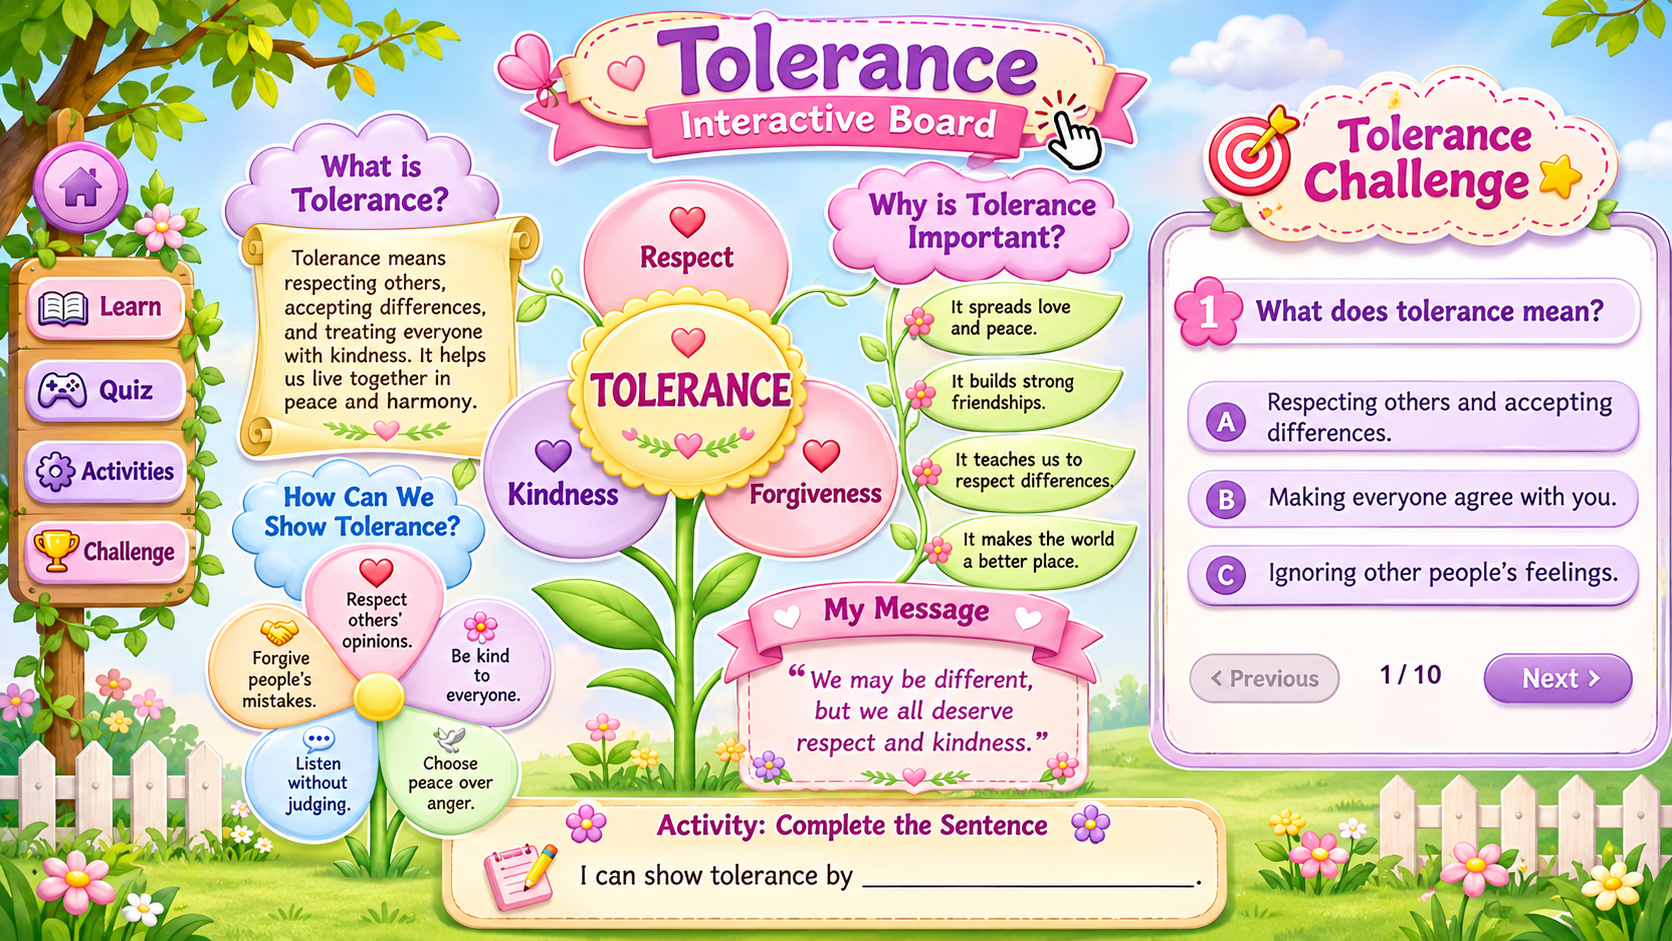 Tolerance
Interactive Board
Learn
Quiz
Activities
Challenge
What is
Tolerance?
Tolerance means
respecting others,
accepting differences,
and treating everyone
with kindness. It helps
us live together in
peace and harmony.
Respect
TOLERANCE
Kindness
Forgiveness
Why is Tolerance
Important?
It spreads love
and peace.
It builds strong
friendships.
It teaches us to
respect differences.
It makes the world
a better place.
How Can We
Show Tolerance?
Respect
others'
opinions.
Forgive
people's
mistakes.
Be kind
to
everyone.
Listen
without
judging.
Choose
peace over
anger.
My Message
“We may be different,
but we all deserve
respect and kindness.”
Activity: Complete the Sentence
I can show tolerance by ____________________.
Tolerance
Challenge
1 What does tolerance mean?
A Respecting others and accepting
differences.
B Making everyone agree with you.
C Ignoring other people's feelings.
< Previous 1 / 10 Next >